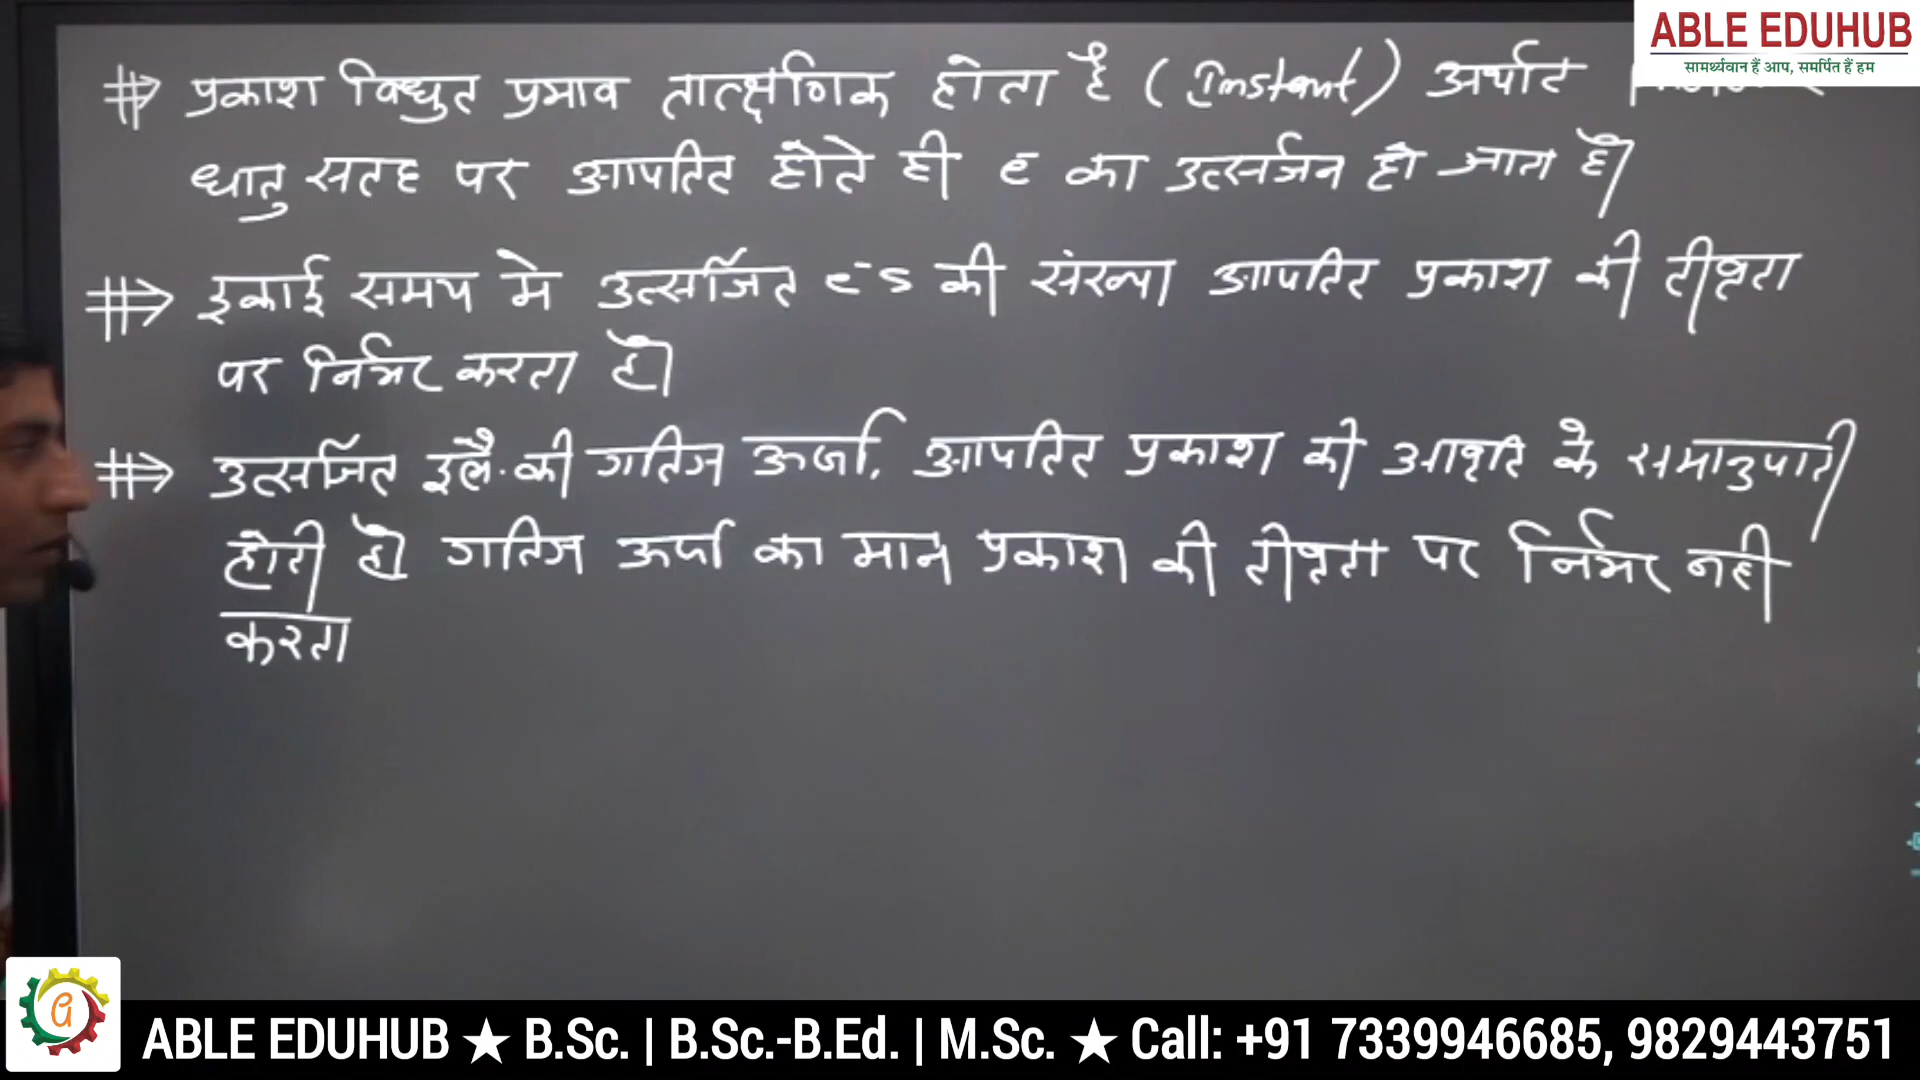 ABLE EDUHUB
सामर्थ्यवान हैं आप, समर्पित हैं हम
प्रकाश विधुत प्रभाव तात्क्षणिक होता है (Instant) अर्थात
धातु सतह पर आपतित होते ही e का उत्सर्जन हो जाता है।
इकाई समय मे उत्सर्जित e⁻s की संख्या आपतित प्रकाश की तीव्रता
पर निर्भर करता है।
उत्सर्जित इलै. की गतिज ऊर्जा, आपतित प्रकाश की आवृति के समानुपाती
होती है। गतिज ऊर्जा का मान प्रकाश की तीव्रता पर निर्भर नही
करता
ABLE EDUHUB ★ B.Sc. | B.Sc.-B.Ed. | M.Sc. ★ Call: +91 7339946685, 9829443751